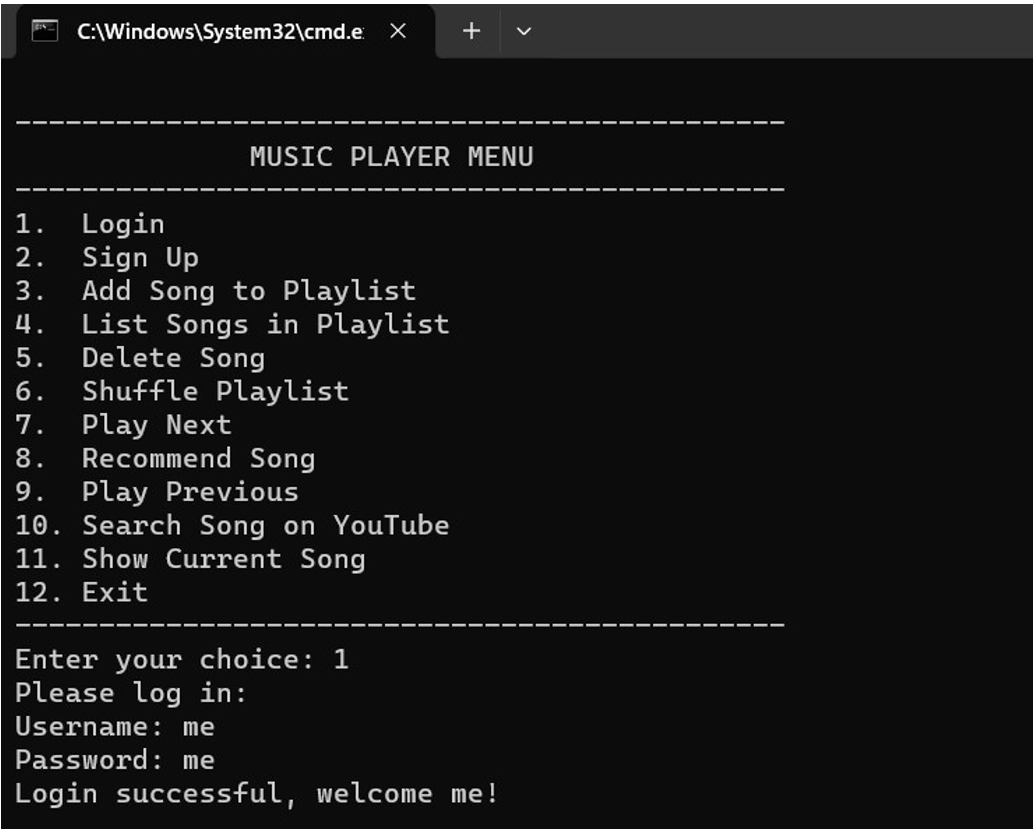 C:\Windows\System32\cmd.e
----------------------------------------------
MUSIC PLAYER MENU
----------------------------------------------
1.  Login
2.  Sign Up
3.  Add Song to Playlist
4.  List Songs in Playlist
5.  Delete Song
6.  Shuffle Playlist
7.  Play Next
8.  Recommend Song
9.  Play Previous
10. Search Song on YouTube
11. Show Current Song
12. Exit
----------------------------------------------
Enter your choice: 1
Please log in:
Username: me
Password: me
Login successful, welcome me!